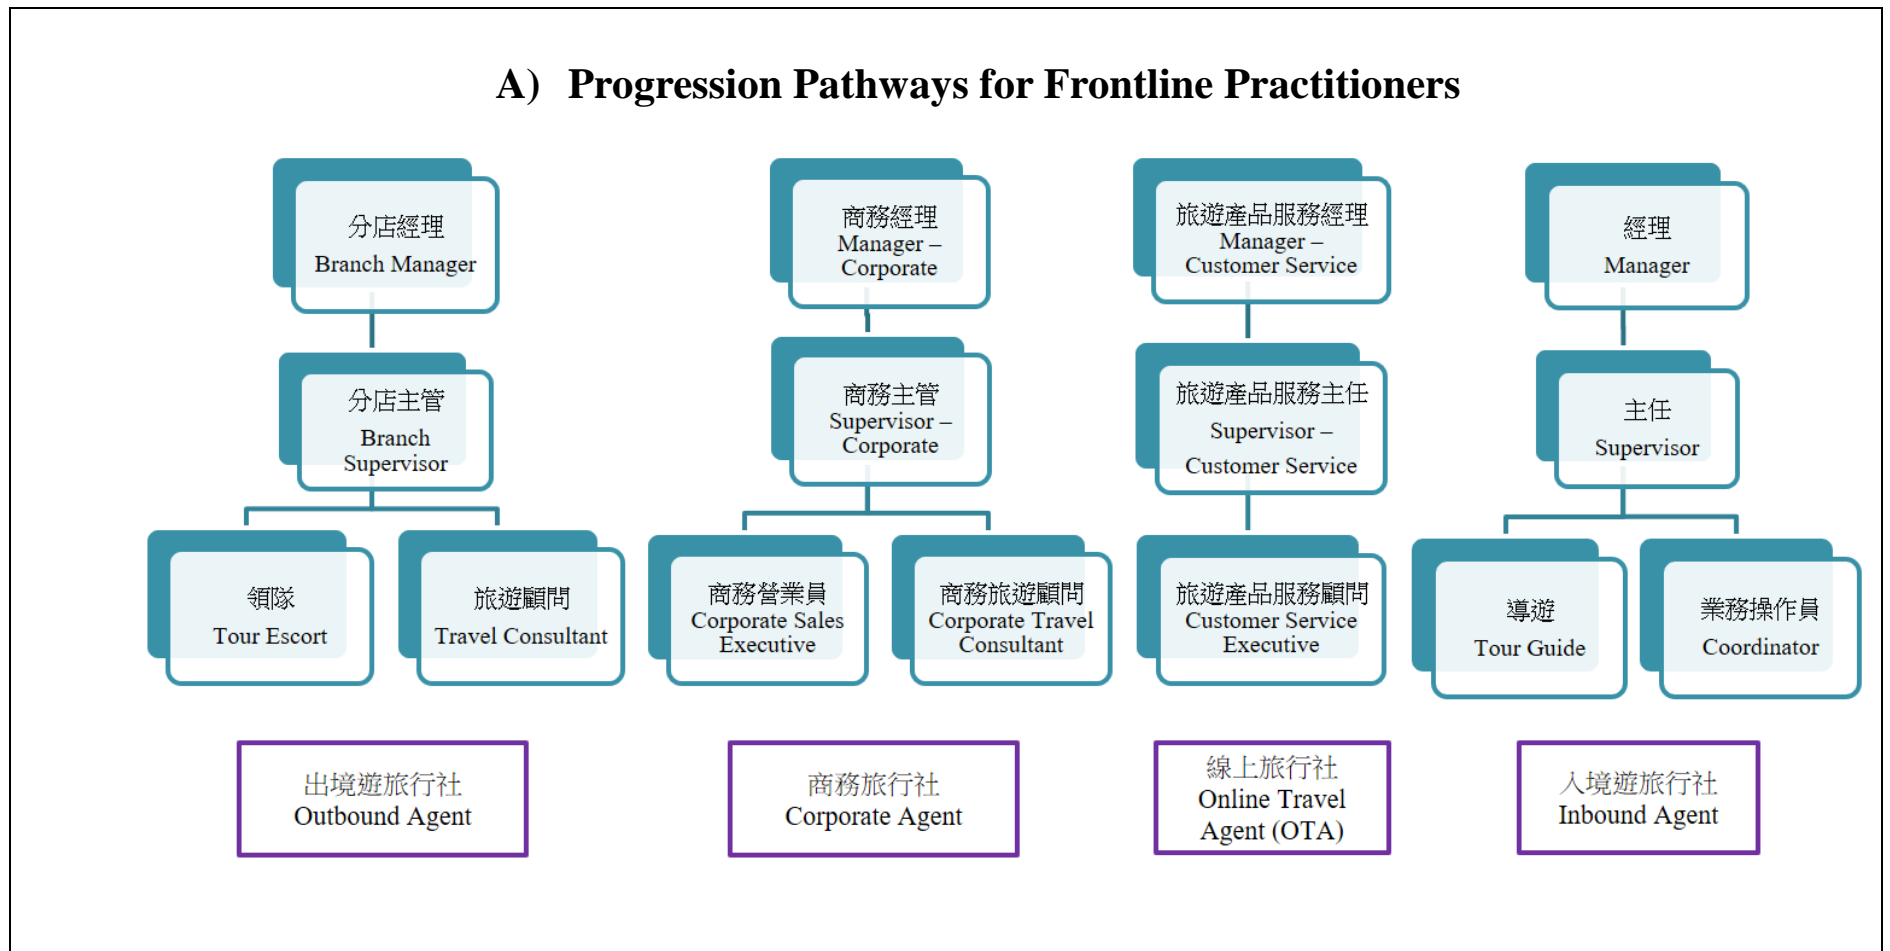 A) Progression Pathways for Frontline Practitioners
分店經理
Branch Manager
商務經理
Manager –
Corporate
旅遊產品服務經理
Manager –
Customer Service
經理
Manager
分店主管
Branch
Supervisor
商務主管
Supervisor –
Corporate
旅遊產品服務主任
Supervisor –
Customer Service
主任
Supervisor
領隊
Tour Escort
旅遊顧問
Travel Consultant
商務營業員
Corporate Sales
Executive
商務旅遊顧問
Corporate Travel
Consultant
旅遊產品服務顧問
Customer Service
Executive
導遊
Tour Guide
業務操作員
Coordinator
出境遊旅行社
Outbound Agent
商務旅行社
Corporate Agent
線上旅行社
Online Travel
Agent (OTA)
入境遊旅行社
Inbound Agent